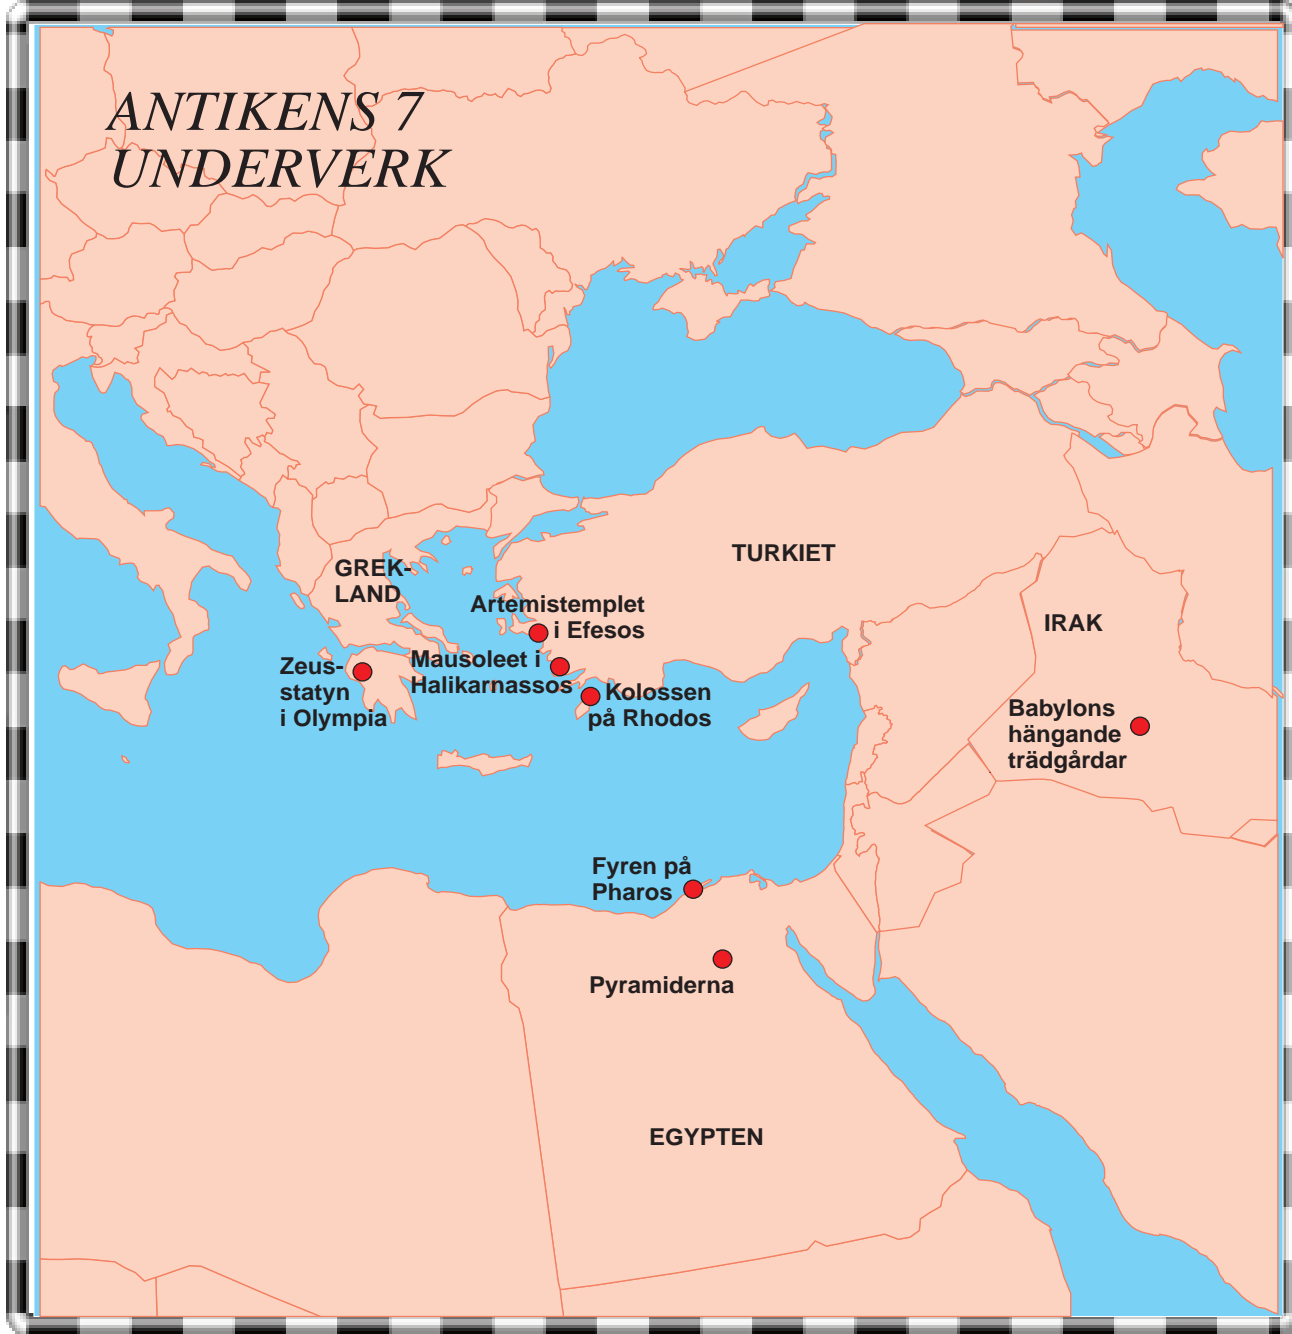 ANTIKENS 7
UNDERVERK
TURKIET
GREK-
LAND
Artemistemplet
i Efesos
IRAK
Zeus-
statyn
i Olympia
Mausoleet i
Halikarnassos
Kolossen
på Rhodos
Babylons
hängande
trädgårdar
Fyren på
Pharos
Pyramiderna
EGYPTEN